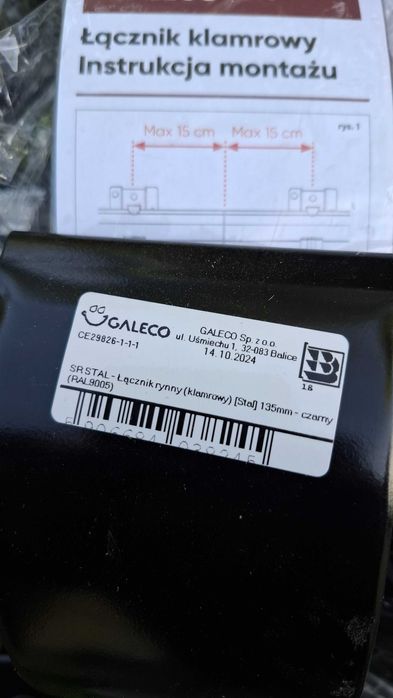 Łącznik klamrowy
Instrukcja montażu
rys. 1
Max 15 cm
Max 15 cm
GALECO
GALECO Sp. z o.o.
ul. Uśmiechu 1, 32-083 Balice
14.10.2024
CE29826-1-1-1
B
18
SR STAL - Łącznik rynny (klamrowy) [Stal] 135mm - czarny
(RAL9005)